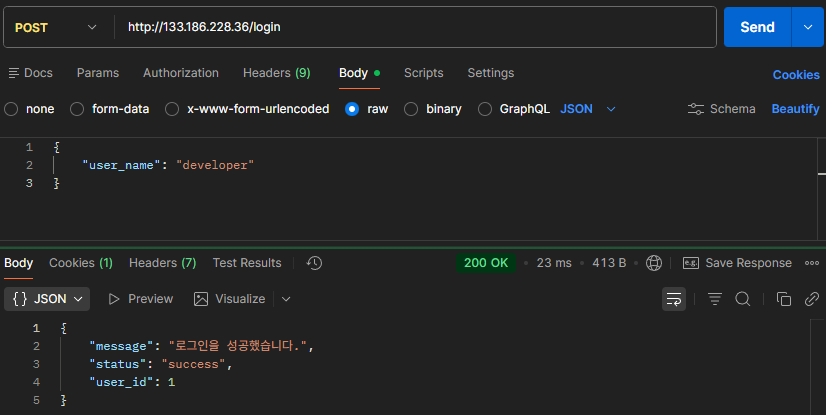 POST http://133.186.228.36/login Send
Docs Params Authorization Headers (9) Body Scripts Settings Cookies
none form-data x-www-form-urlencoded raw binary GraphQL JSON Schema Beautify
1 {
2 "user_name": "developer"
3 }
Body Cookies (1) Headers (7) Test Results 200 OK • 23 ms • 413 B • e.g. Save Response
{} JSON Preview Visualize
1 {
2 "message": "로그인을 성공했습니다.",
3 "status": "success",
4 "user_id": 1
5 }